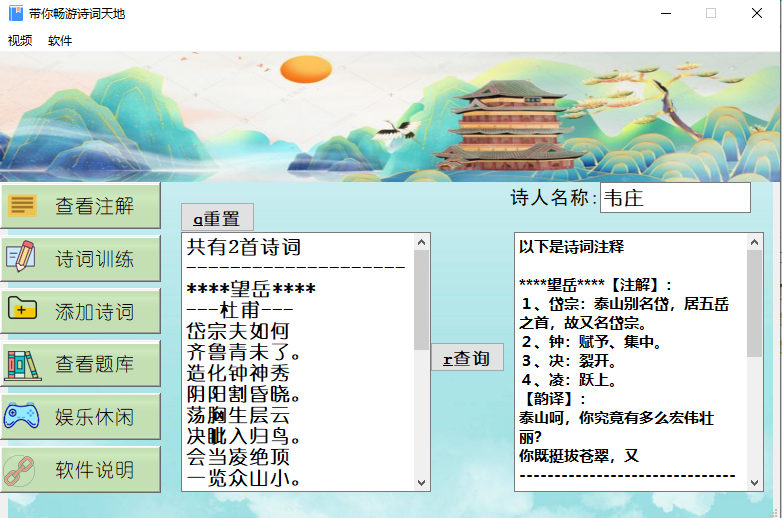 带你畅游诗词天地
视频 软件
诗人名称: 韦庄
查看注解
诗词训练
添加诗词
查看题库
娱乐休闲
软件说明
q重置
共有2首诗词
--------------------
****望岳****
---杜甫---
岱宗夫如何
齐鲁青未了。
造化钟神秀
阴阳割昏晓。
荡胸生层云
决眦入归鸟。
会当凌绝顶
一览众山小。
r查询
以下是诗词注释
****望岳****【注解】:
1、岱宗：泰山别名岱，居五岳
之首，故又名岱宗。
2、钟：赋予、集中。
3、决：裂开。
4、凌：跃上。
【韵译】:
泰山呵，你究竟有多么宏伟壮
丽?
你既挺拔苍翠，又
-----------------------------